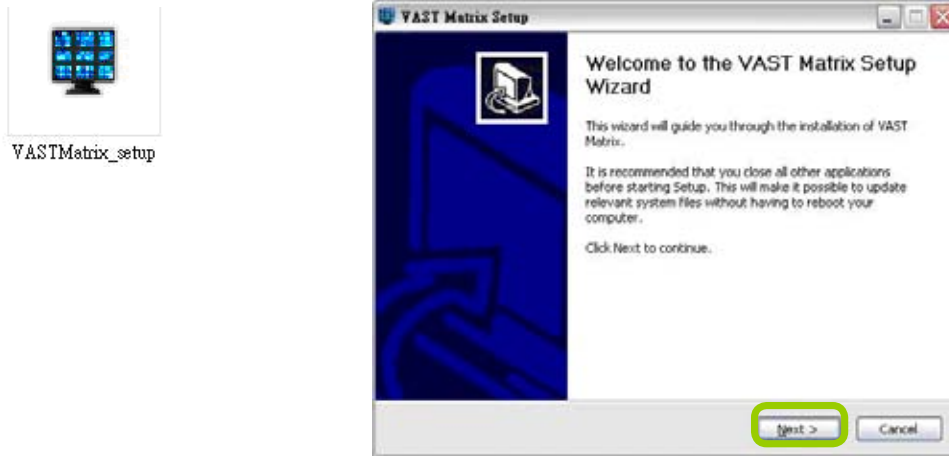 VASTMatrix_setup
VAST Matrix Setup
Welcome to the VAST Matrix Setup
Wizard
This wizard will guide you through the installation of VAST
Matrix.
It is recommended that you close all other applications
before starting Setup. This will make it possible to update
relevant system files without having to reboot your
computer.
Click Next to continue.
Next >
Cancel